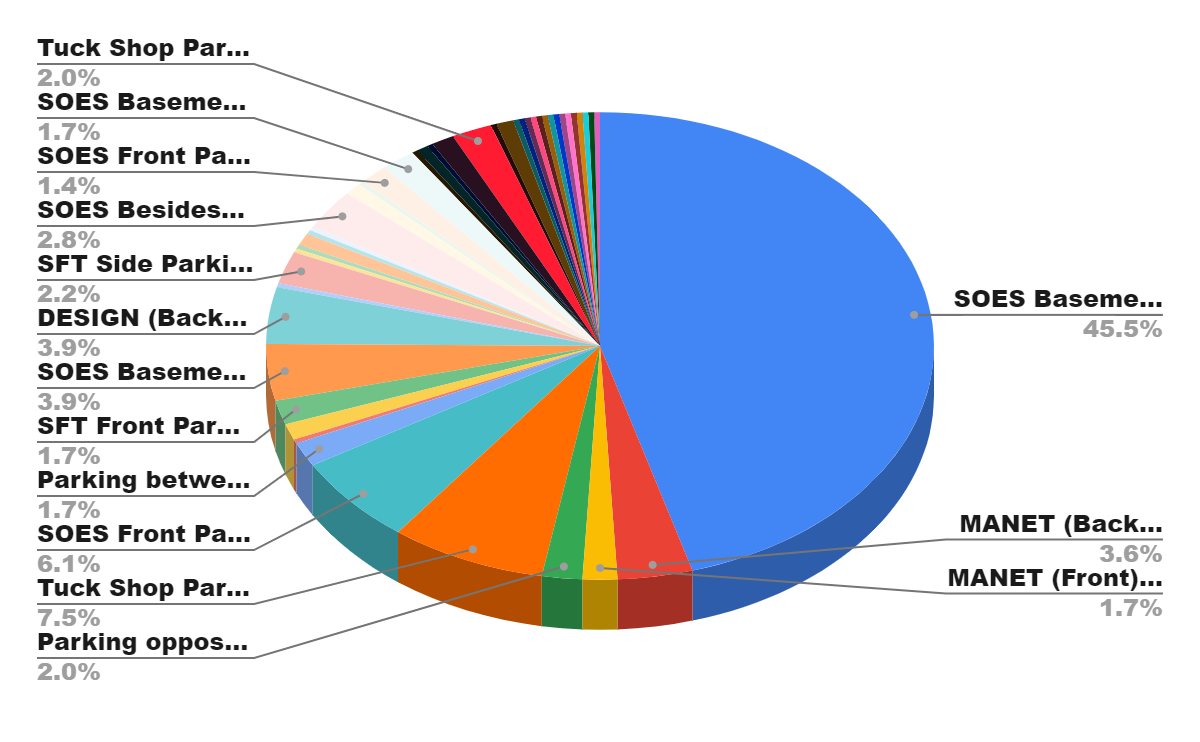 Tuck Shop Par...
2.0%
SOES Baseme...
1.7%
SOES Front Pa...
1.4%
SOES Besides...
2.8%
SFT Side Parki...
2.2%
DESIGN (Back...
3.9%
SOES Baseme...
3.9%
SFT Front Par...
1.7%
Parking betwe...
1.7%
SOES Front Pa...
6.1%
Tuck Shop Par...
7.5%
Parking oppos...
2.0%
SOES Baseme...
45.5%
MANET (Back...
3.6%
MANET (Front)...
1.7%